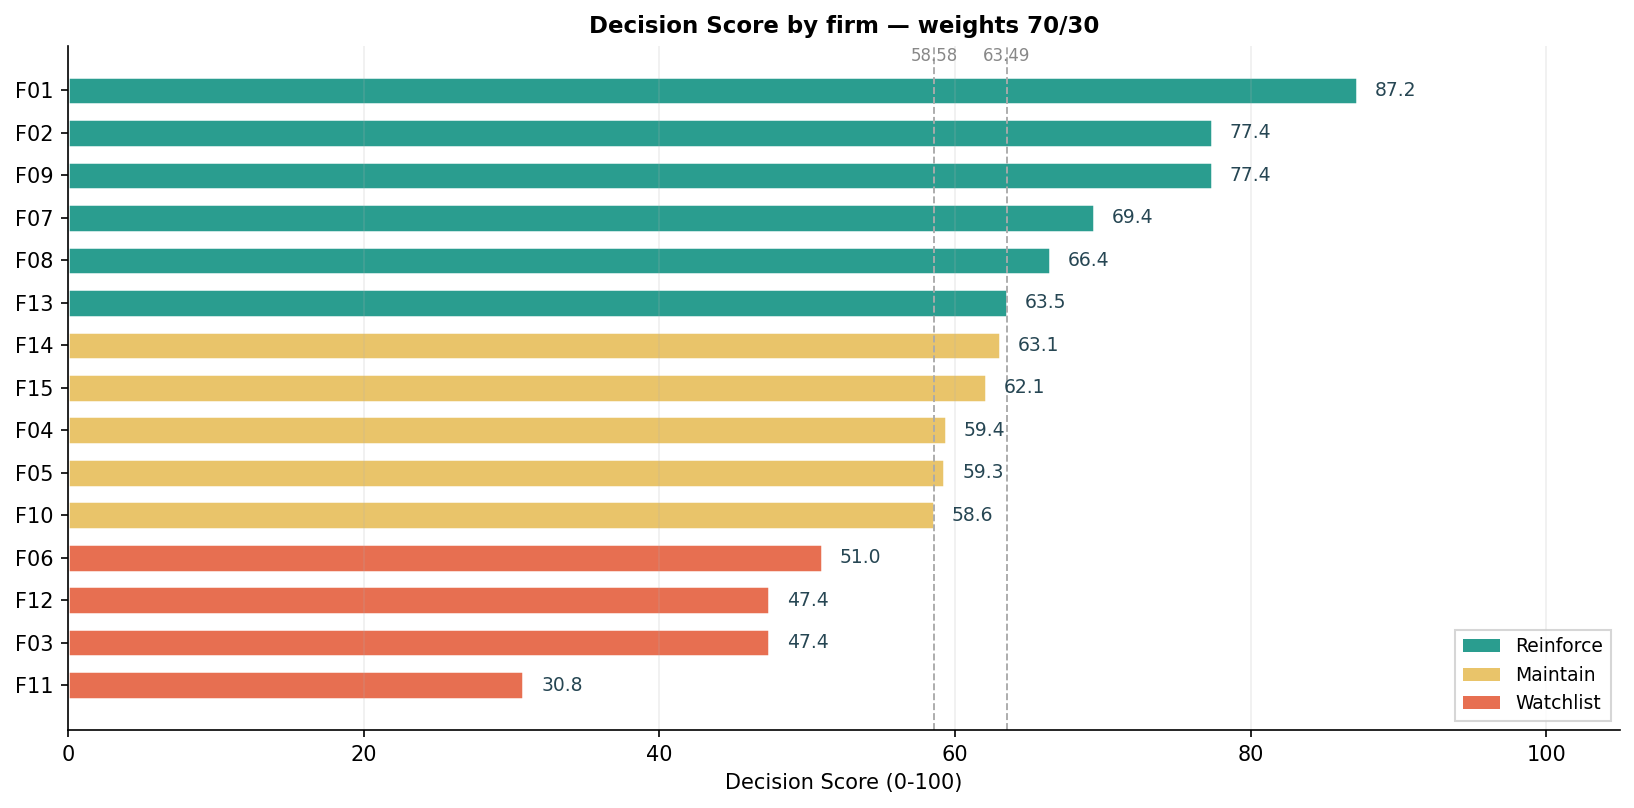 Decision Score by firm — weights 70/30
58.58 63.49
F01 87.2
F02 77.4
F09 77.4
F07 69.4
F08 66.4
F13 63.5
F14 63.1
F15 62.1
F04 59.4
F05 59.3
F10 58.6
F06 51.0
F12 47.4
F03 47.4
F11 30.8
Reinforce
Maintain
Watchlist
0 20 40 60 80 100
Decision Score (0-100)